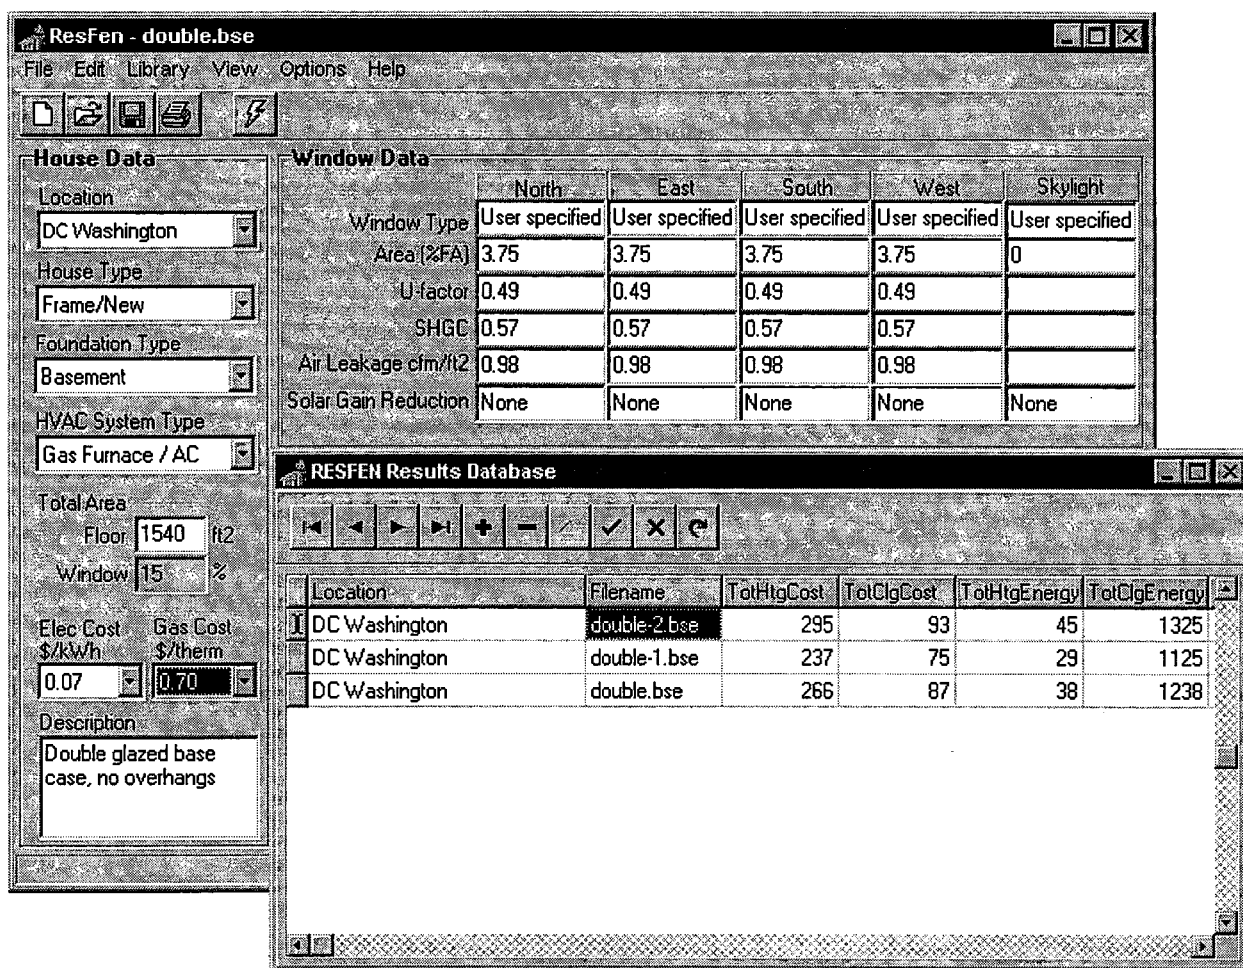 ResFen - double.bse
File Edit Library View Options Help
House Data
Location
DC Washington
House Type
Frame/New
Foundation Type
Basement
HVAC System Type
Gas Furnace / AC
Total Area
Floor 1540 ft2
Window 15 %
Elec Cost Gas Cost
$/kWh $/therm
0.07 0.70
Description
Double glazed base
case, no overhangs
Window Data
North East South West Skylight
Window Type User specified User specified User specified User specified User specified
Area (%FA) 3.75 3.75 3.75 3.75 0
U-factor 0.49 0.49 0.49 0.49
SHGC 0.57 0.57 0.57 0.57
Air Leakage cfm/ft2 0.98 0.98 0.98 0.98
Solar Gain Reduction None None None None None
RESFEN Results Database
Location Filename TotHtgCost TotClgCost TotHtgEnergy TotClgEnergy
DC Washington double-2.bse 295 93 45 1325
DC Washington double-1.bse 237 75 29 1125
DC Washington double.bse 266 87 38 1238